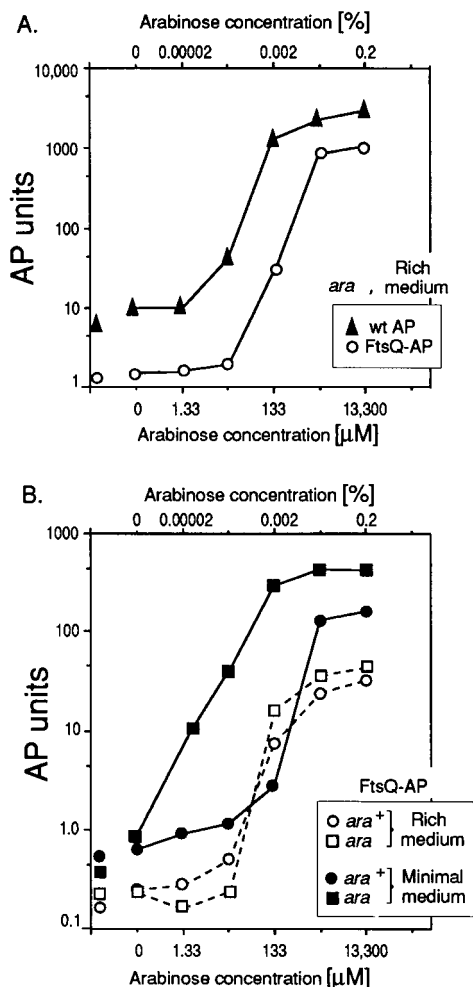 A.
Arabinose concentration [%]
0 0.00002 0.002 0.2
10,000
1000
100
10
1
AP units
ara , Rich medium
wt AP
FtsQ-AP
0 1.33 133 13,300
Arabinose concentration [µM]
B.
Arabinose concentration [%]
0 0.00002 0.002 0.2
1000
100
10
1.0
0.1
AP units
FtsQ-AP
ara+
ara
Rich medium
ara+
ara
Minimal medium
0 1.33 133 13,300
Arabinose concentration [µM]